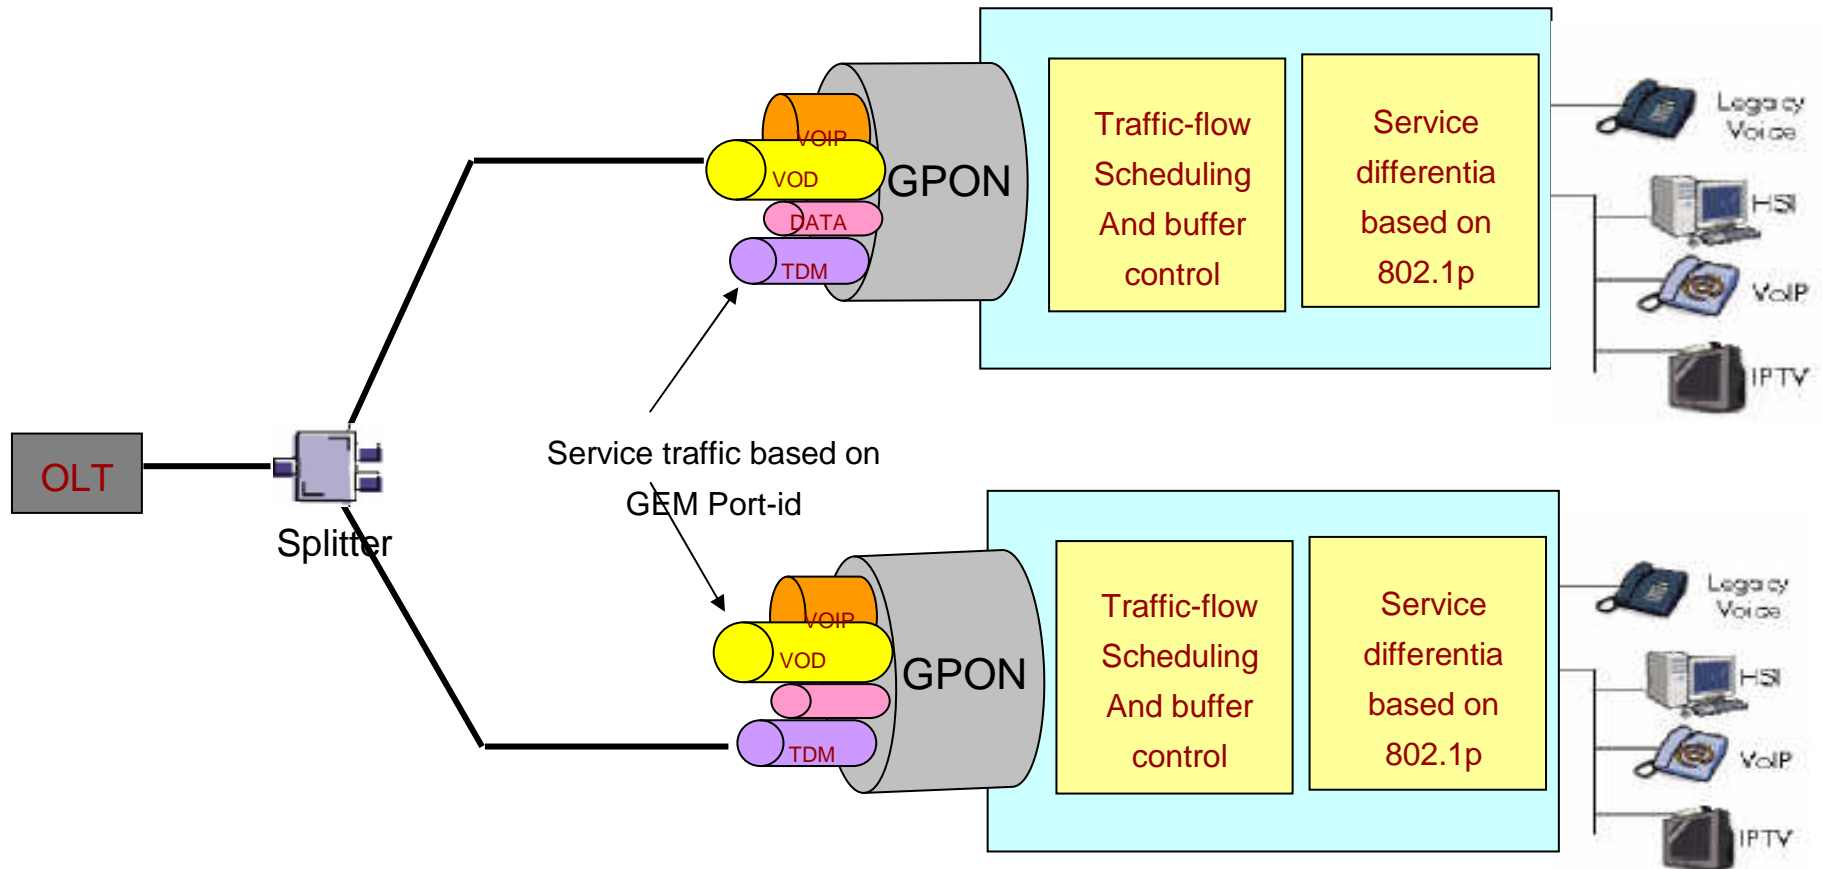 VOIP
VOD
DATA
TDM
GPON
Traffic-flow
Scheduling
And buffer
control
Service
differentia
based on
802.1p
Legacy
Voice
HSI
VoIP
IPTV
OLT
Splitter
Service traffic based on
GEM Port-id
VOIP
VOD
TDM
GPON
Traffic-flow
Scheduling
And buffer
control
Service
differentia
based on
802.1p
Legacy
Voice
HSI
VoIP
IPTV